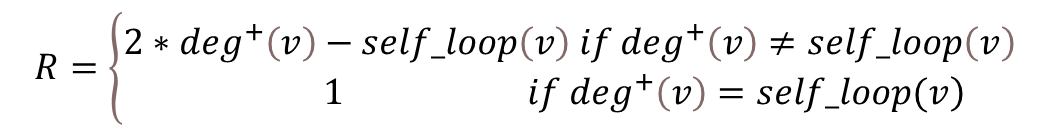 R = { 2 * deg⁺(v) − self_loop(v) if deg⁺(v) ≠ self_loop(v)
1 if deg⁺(v) = self_loop(v)